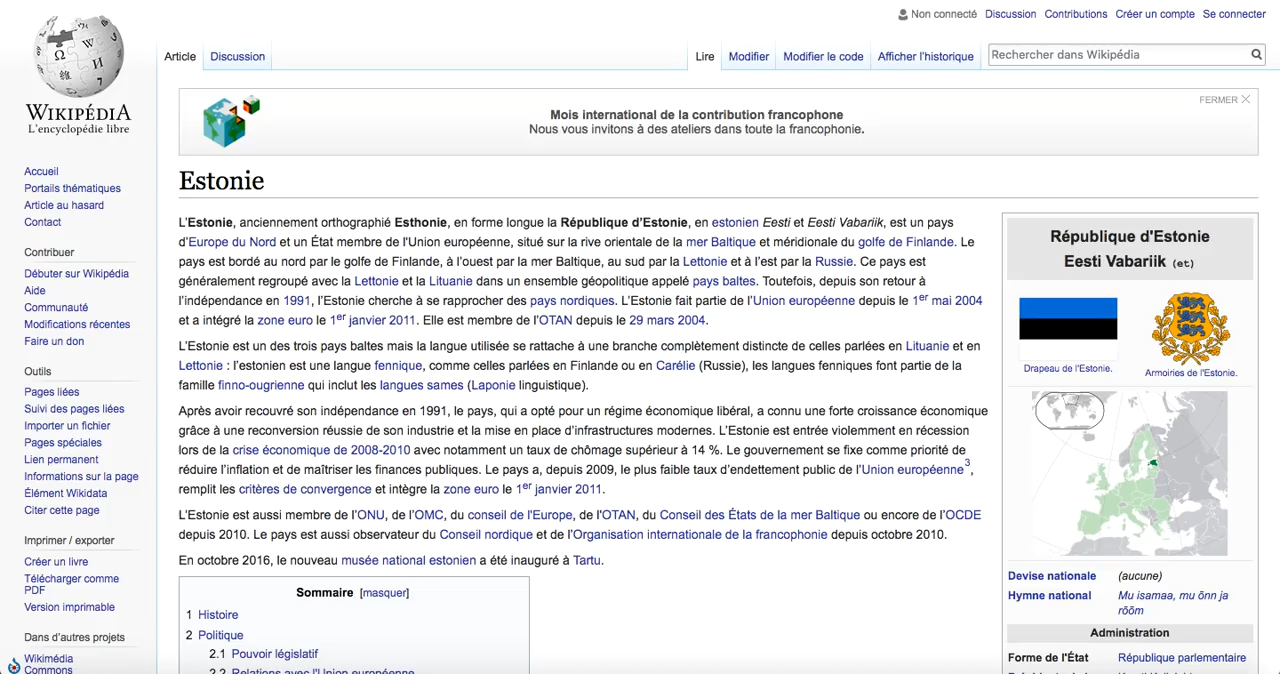 Non connecté Discussion Contributions Créer un compte Se connecter
Article Discussion Lire Modifier Modifier le code Afficher l'historique Rechercher dans Wikipédia
WIKIPÉDIA
L'encyclopédie libre
Accueil
Portails thématiques
Article au hasard
Contact
Contribuer
Débuter sur Wikipédia
Aide
Communauté
Modifications récentes
Faire un don
Outils
Pages liées
Suivi des pages liées
Importer un fichier
Pages spéciales
Lien permanent
Informations sur la page
Élément Wikidata
Citer cette page
Imprimer / exporter
Créer un livre
Télécharger comme
PDF
Version imprimable
Dans d'autres projets
Wikimédia
Commons
FERMER
Mois international de la contribution francophone
Nous vous invitons à des ateliers dans toute la francophonie.
Estonie
L'Estonie, anciennement orthographié Esthonie, en forme longue la République d'Estonie, en estonien Eesti et Eesti Vabariik, est un pays
d'Europe du Nord et un État membre de l'Union européenne, situé sur la rive orientale de la mer Baltique et méridionale du golfe de Finlande. Le
pays est bordé au nord par le golfe de Finlande, à l'ouest par la mer Baltique, au sud par la Lettonie et à l'est par la Russie. Ce pays est
généralement regroupé avec la Lettonie et la Lituanie dans un ensemble géopolitique appelé pays baltes. Toutefois, depuis son retour à
l'indépendance en 1991, l'Estonie cherche à se rapprocher des pays nordiques. L'Estonie fait partie de l'Union européenne depuis le 1er mai 2004
et a intégré la zone euro le 1er janvier 2011. Elle est membre de l'OTAN depuis le 29 mars 2004.
L'Estonie est un des trois pays baltes mais la langue utilisée se rattache à une branche complètement distincte de celles parlées en Lituanie et en
Lettonie : l'estonien est une langue fennique, comme celles parlées en Finlande ou en Carélie (Russie), les langues fenniques font partie de la
famille finno-ougrienne qui inclut les langues sames (Laponie linguistique).
Après avoir recouvré son indépendance en 1991, le pays, qui a opté pour un régime économique libéral, a connu une forte croissance économique
grâce à une reconversion réussie de son industrie et la mise en place d'infrastructures modernes. L'Estonie est entrée violemment en récession
lors de la crise économique de 2008-2010 avec notamment un taux de chômage supérieur à 14 %. Le gouvernement se fixe comme priorité de
réduire l'inflation et de maîtriser les finances publiques. Le pays a, depuis 2009, le plus faible taux d'endettement public de l'Union européenne3,
remplit les critères de convergence et intègre la zone euro le 1er janvier 2011.
L'Estonie est aussi membre de l'ONU, de l'OMC, du conseil de l'Europe, de l'OTAN, du Conseil des États de la mer Baltique ou encore de l'OCDE
depuis 2010. Le pays est aussi observateur du Conseil nordique et de l'Organisation internationale de la francophonie depuis octobre 2010.
En octobre 2016, le nouveau musée national estonien a été inauguré à Tartu.
Sommaire [masquer]
1 Histoire
2 Politique
2.1 Pouvoir législatif
2.2 Relations avec l'Union européenne
République d'Estonie
Eesti Vabariik (et)
Drapeau de l'Estonie. Armoiries de l'Estonie.
Devise nationale (aucune)
Hymne national Mu isamaa, mu õnn ja
rõõm
Administration
Forme de l'État République parlementaire